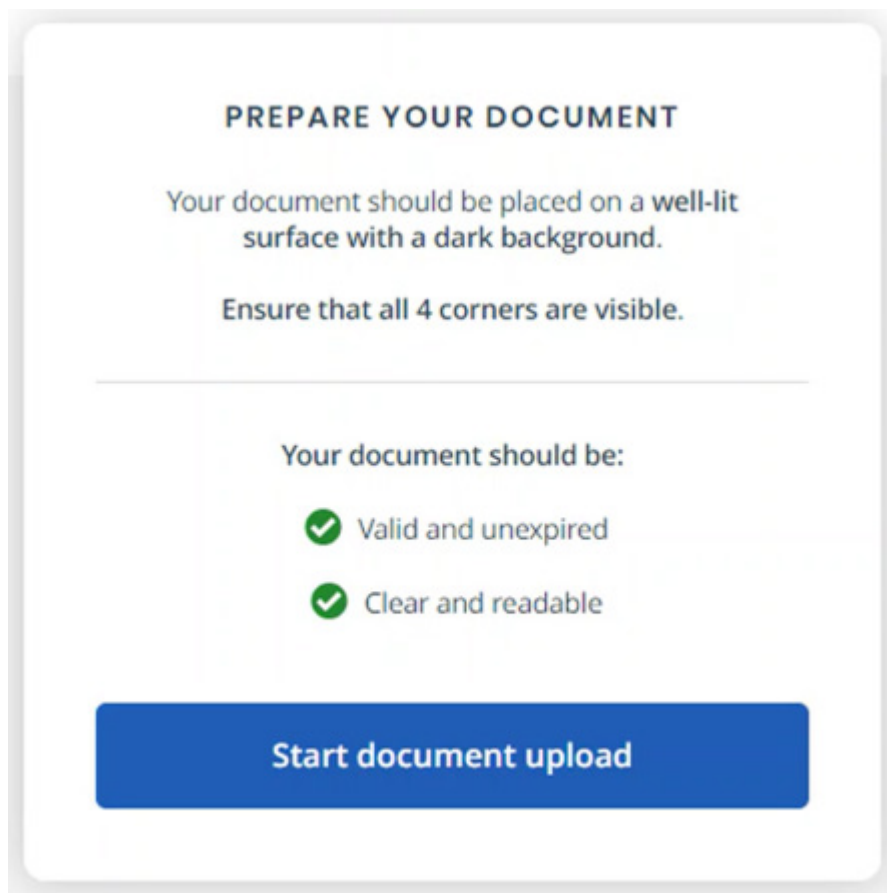 PREPARE YOUR DOCUMENT
Your document should be placed on a well-lit
surface with a dark background.
Ensure that all 4 corners are visible.
Your document should be:
Valid and unexpired
Clear and readable
Start document upload